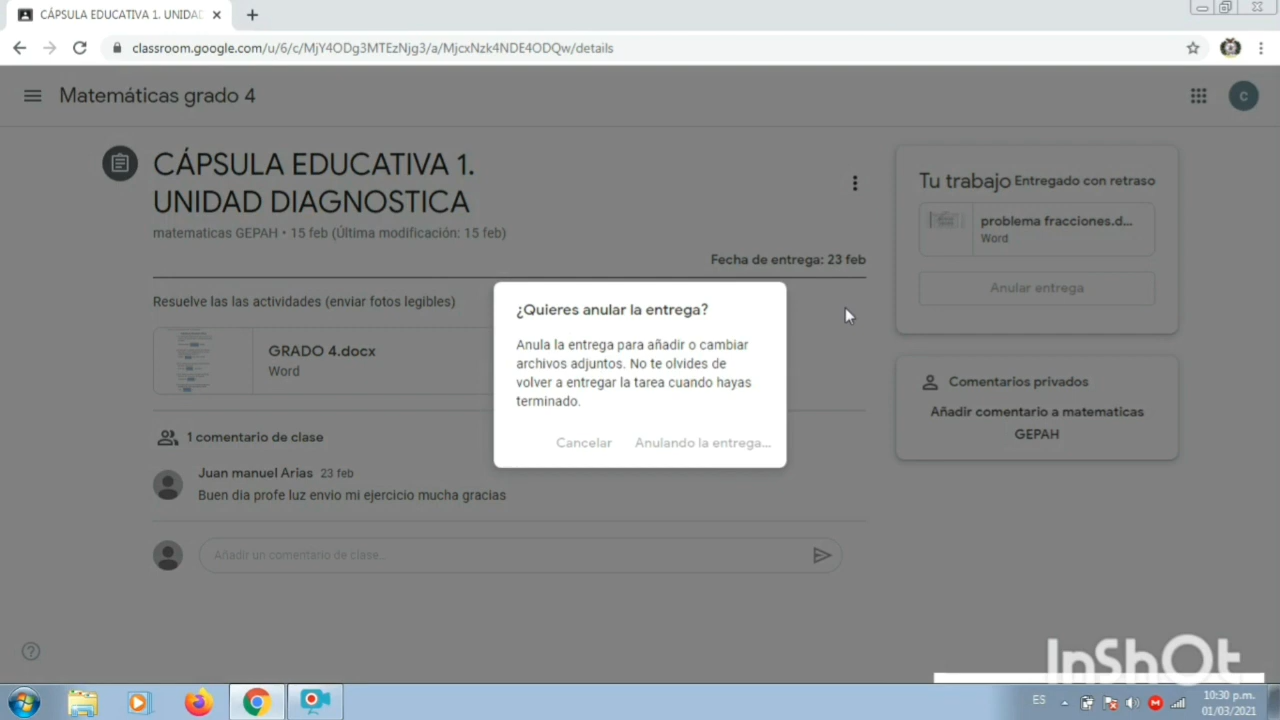 CÁPSULA EDUCATIVA 1. UNIDAD
classroom.google.com/u/6/c/MjY4ODg3MTEzNjg3/a/MjcxNzk4NDE4ODQw/details
Matemáticas grado 4
C
CÁPSULA EDUCATIVA 1.
UNIDAD DIAGNOSTICA
matematicas GEPAH • 15 feb (Última modificación: 15 feb)
Fecha de entrega: 23 feb
Resuelve las las actividades (enviar fotos legibles)
GRADO 4.docx
Word
1 comentario de clase
Juan manuel Arias 23 feb
Buen dia profe luz envio mi ejercicio mucha gracias
Añadir un comentario de clase...
¿Quieres anular la entrega?
Anula la entrega para añadir o cambiar
archivos adjuntos. No te olvides de
volver a entregar la tarea cuando hayas
terminado.
Cancelar Anulando la entrega...
Tu trabajo Entregado con retraso
problema fracciones.d...
Word
Anular entrega
Comentarios privados
Añadir comentario a matematicas
GEPAH
InShOt
ES
10:30 p.m.
01/03/2021